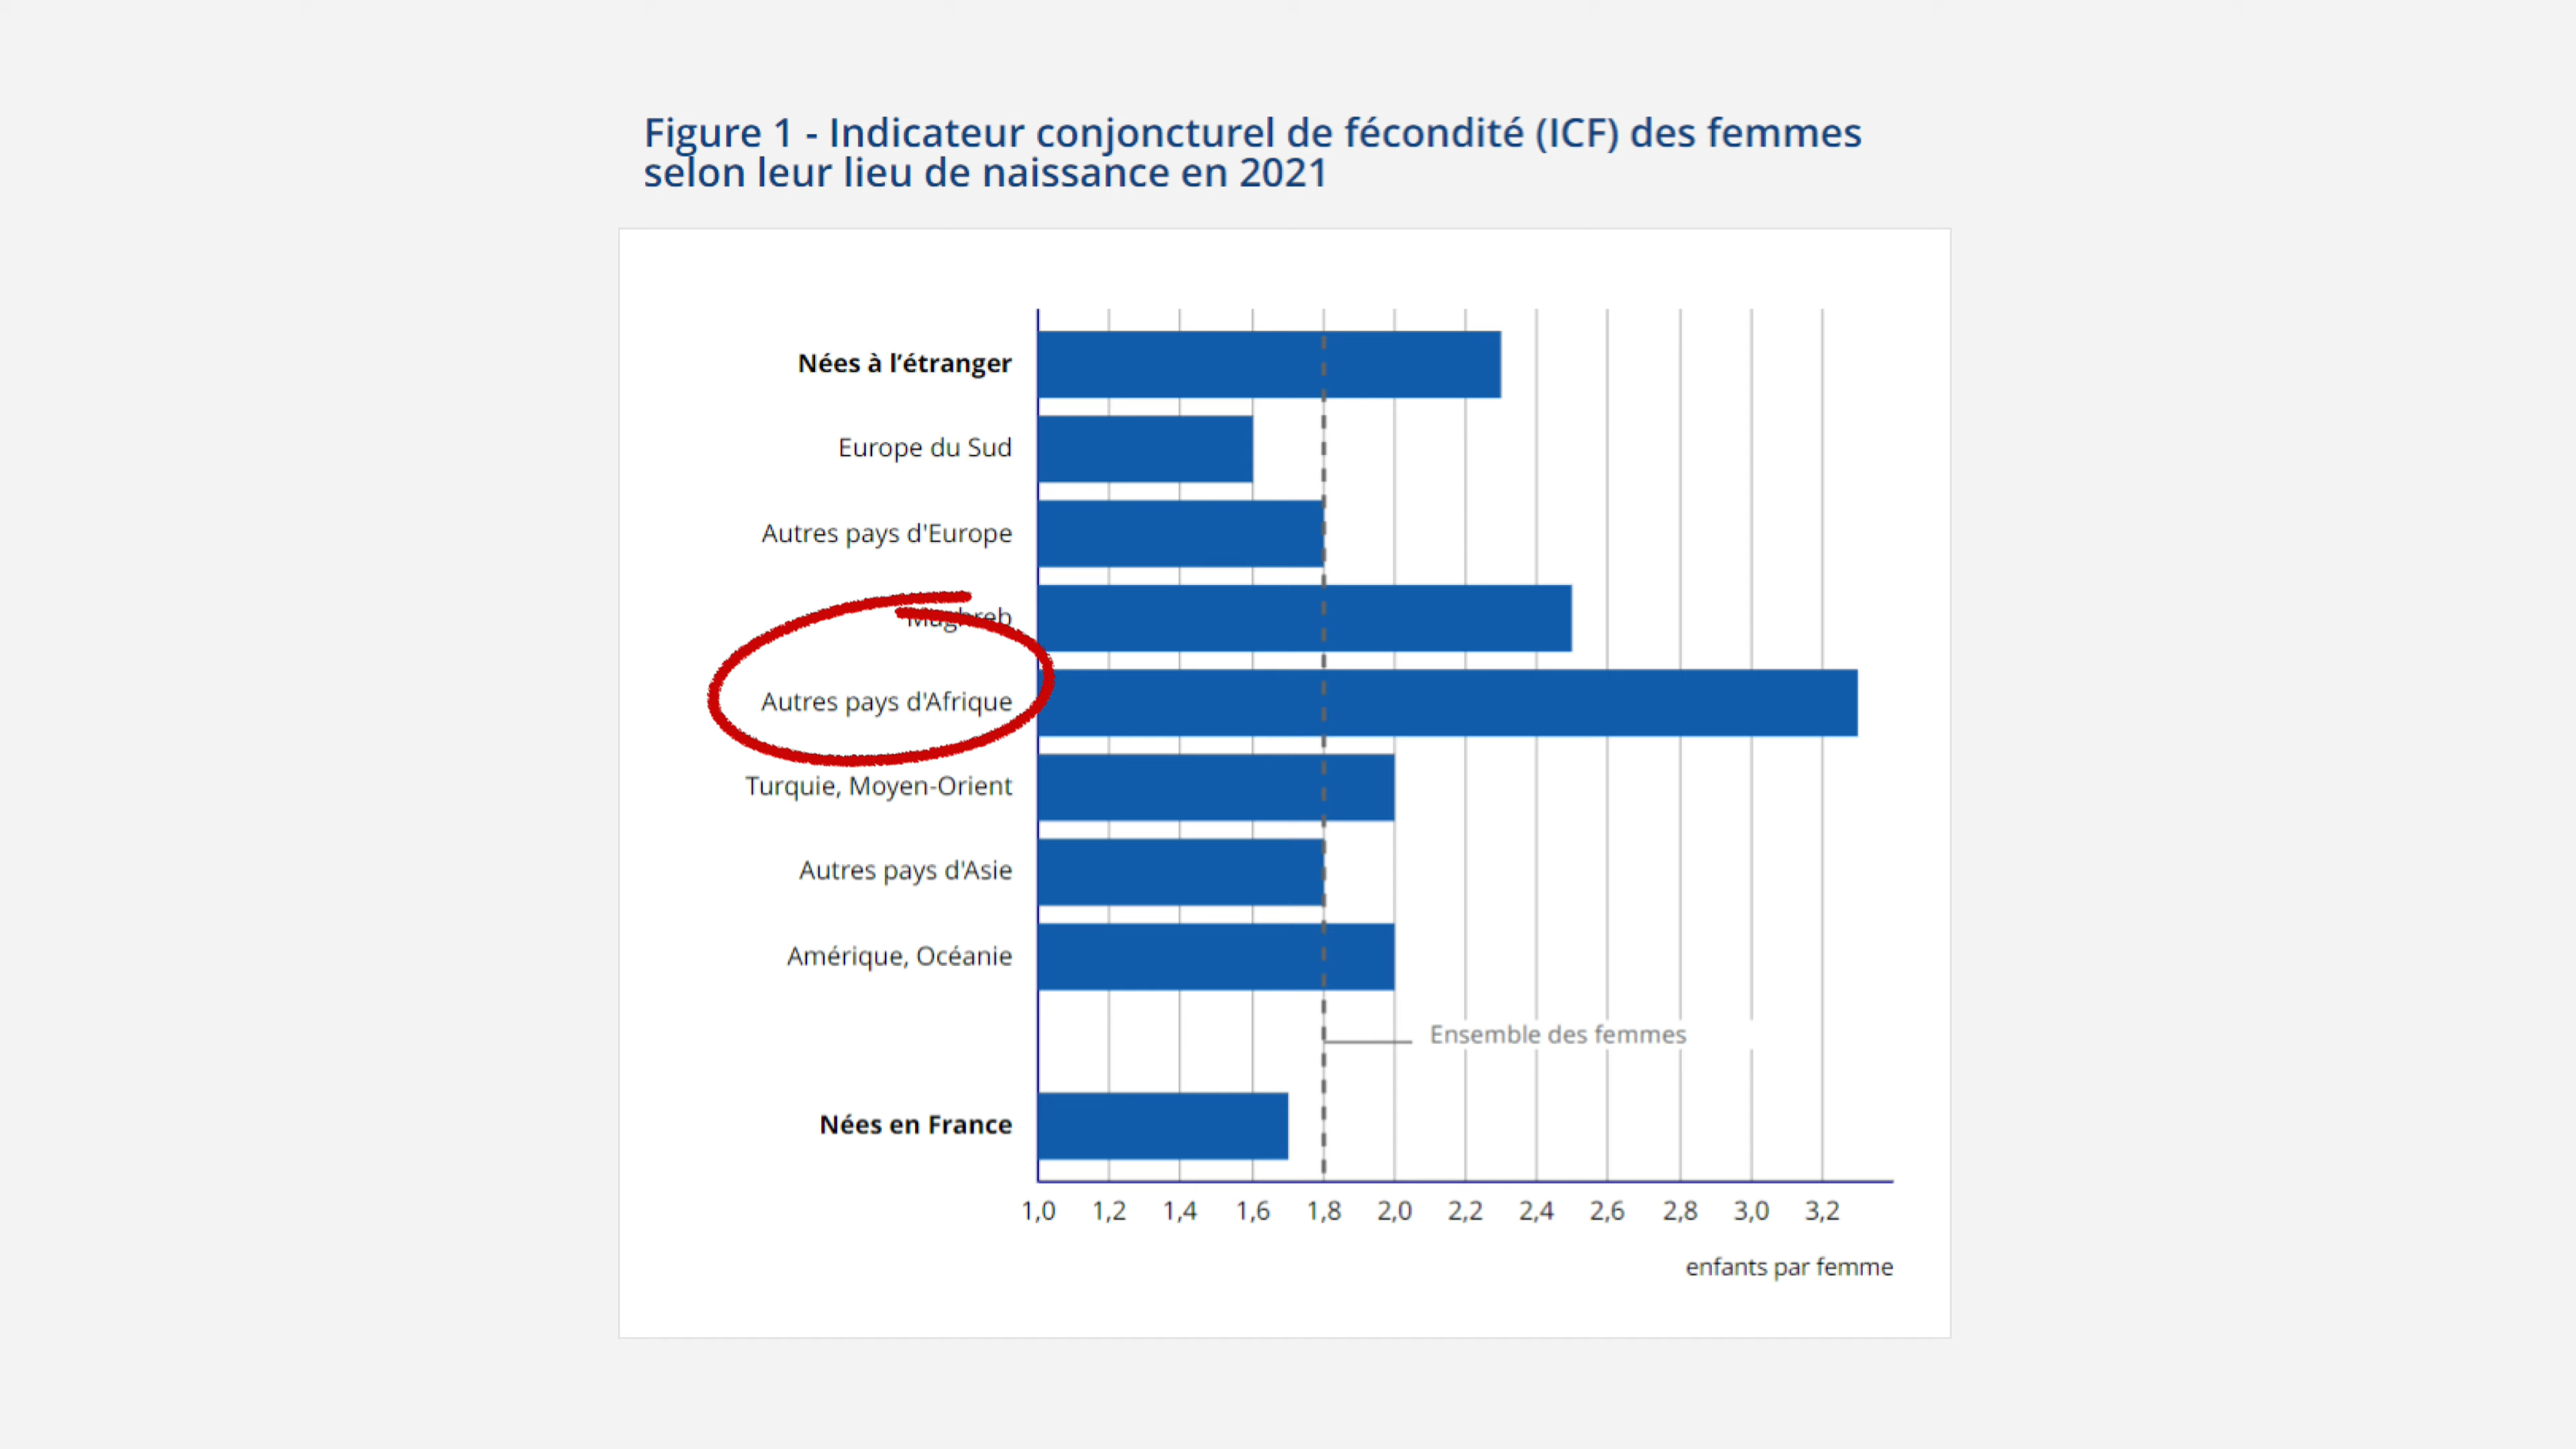 Figure 1 - Indicateur conjoncturel de fécondité (ICF) des femmes
selon leur lieu de naissance en 2021
Nées à l’étranger
Europe du Sud
Autres pays d'Europe
Maghreb
Autres pays d'Afrique
Turquie, Moyen-Orient
Autres pays d'Asie
Amérique, Océanie
Ensemble des femmes
Nées en France
1,0 1,2 1,4 1,6 1,8 2,0 2,2 2,4 2,6 2,8 3,0 3,2
enfants par femme